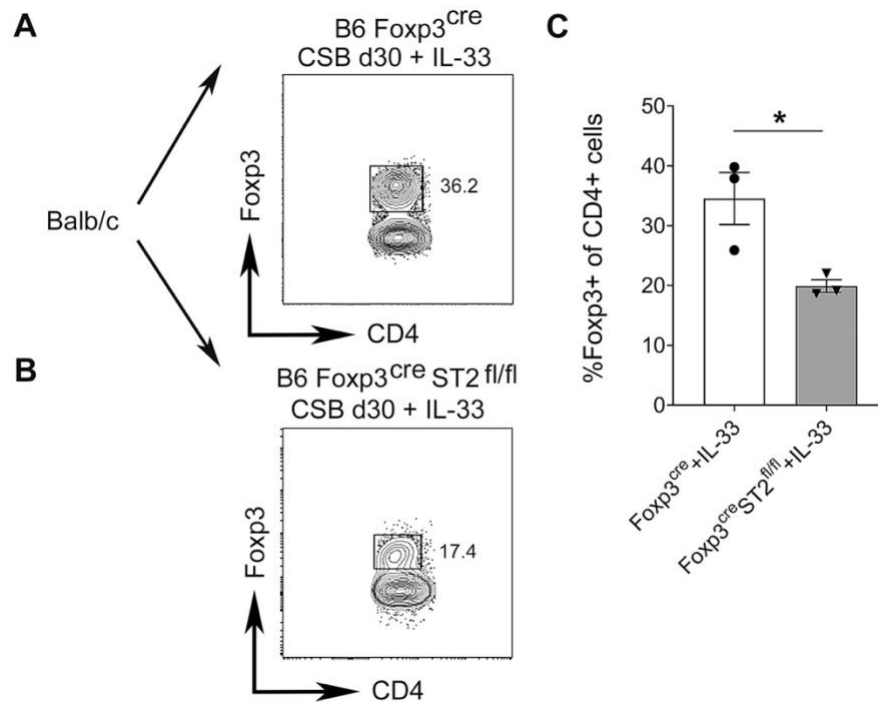 A
B6 Foxp3cre
CSB d30 + IL-33
Foxp3
36.2
CD4
Balb/c
B
B6 Foxp3cre ST2 fl/fl
CSB d30 + IL-33
Foxp3
17.4
CD4
C
%Foxp3+ of CD4+ cells
50
40
30
20
10
0
*
Foxp3cre+IL-33
Foxp3creST2fl/fl+IL-33